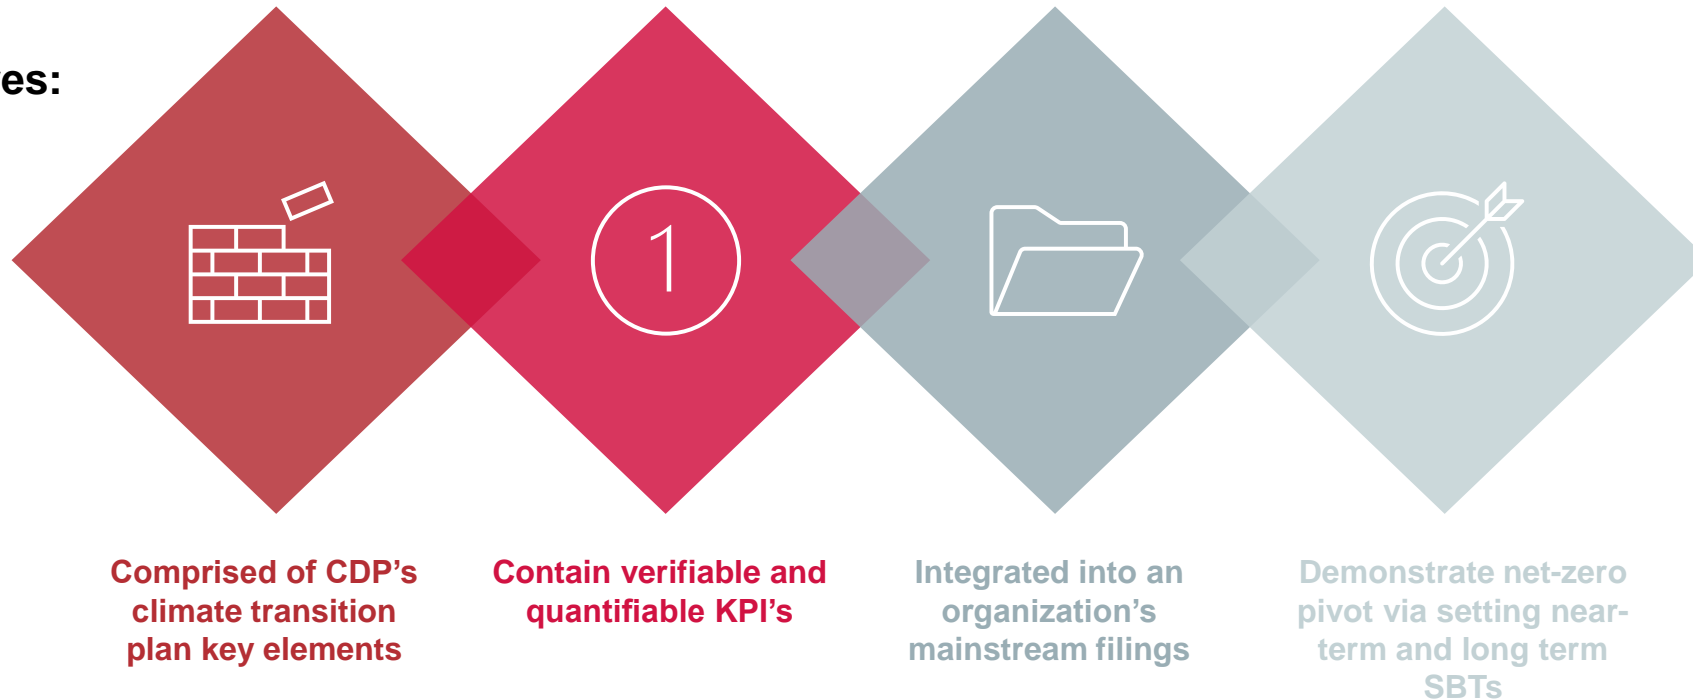 1
Comprised of CDP’s
climate transition
plan key elements
Contain verifiable and
quantifiable KPI’s
Integrated into an
organization’s
mainstream filings
Demonstrate net-zero
pivot via setting near-
term and long term
SBTs